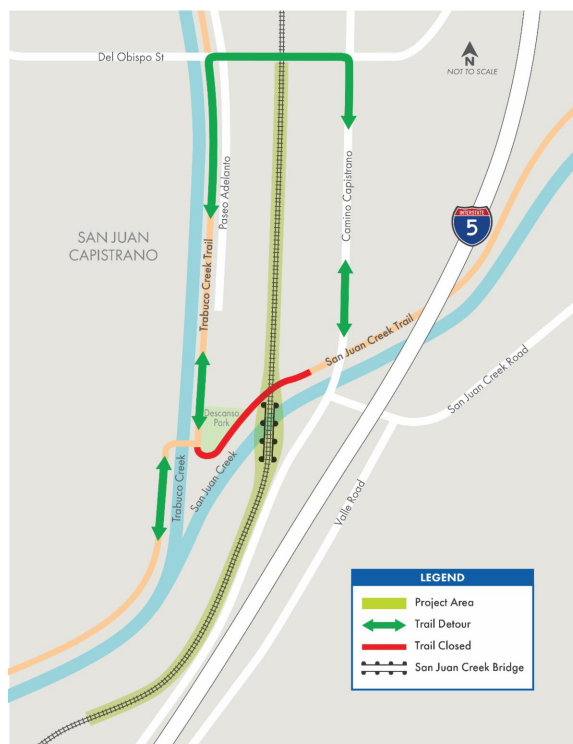 Del Obispo St
N
NOT TO SCALE
Paseo Adelanto
Camino Capistrano
INTERSTATE
5
SAN JUAN
CAPISTRANO
Trabuco Creek Trail
San Juan Creek Trail
San Juan Creek Road
Descanso
Park
Trabuco Creek
San Juan Creek
Valle Road
LEGEND
Project Area
Trail Detour
Trail Closed
San Juan Creek Bridge